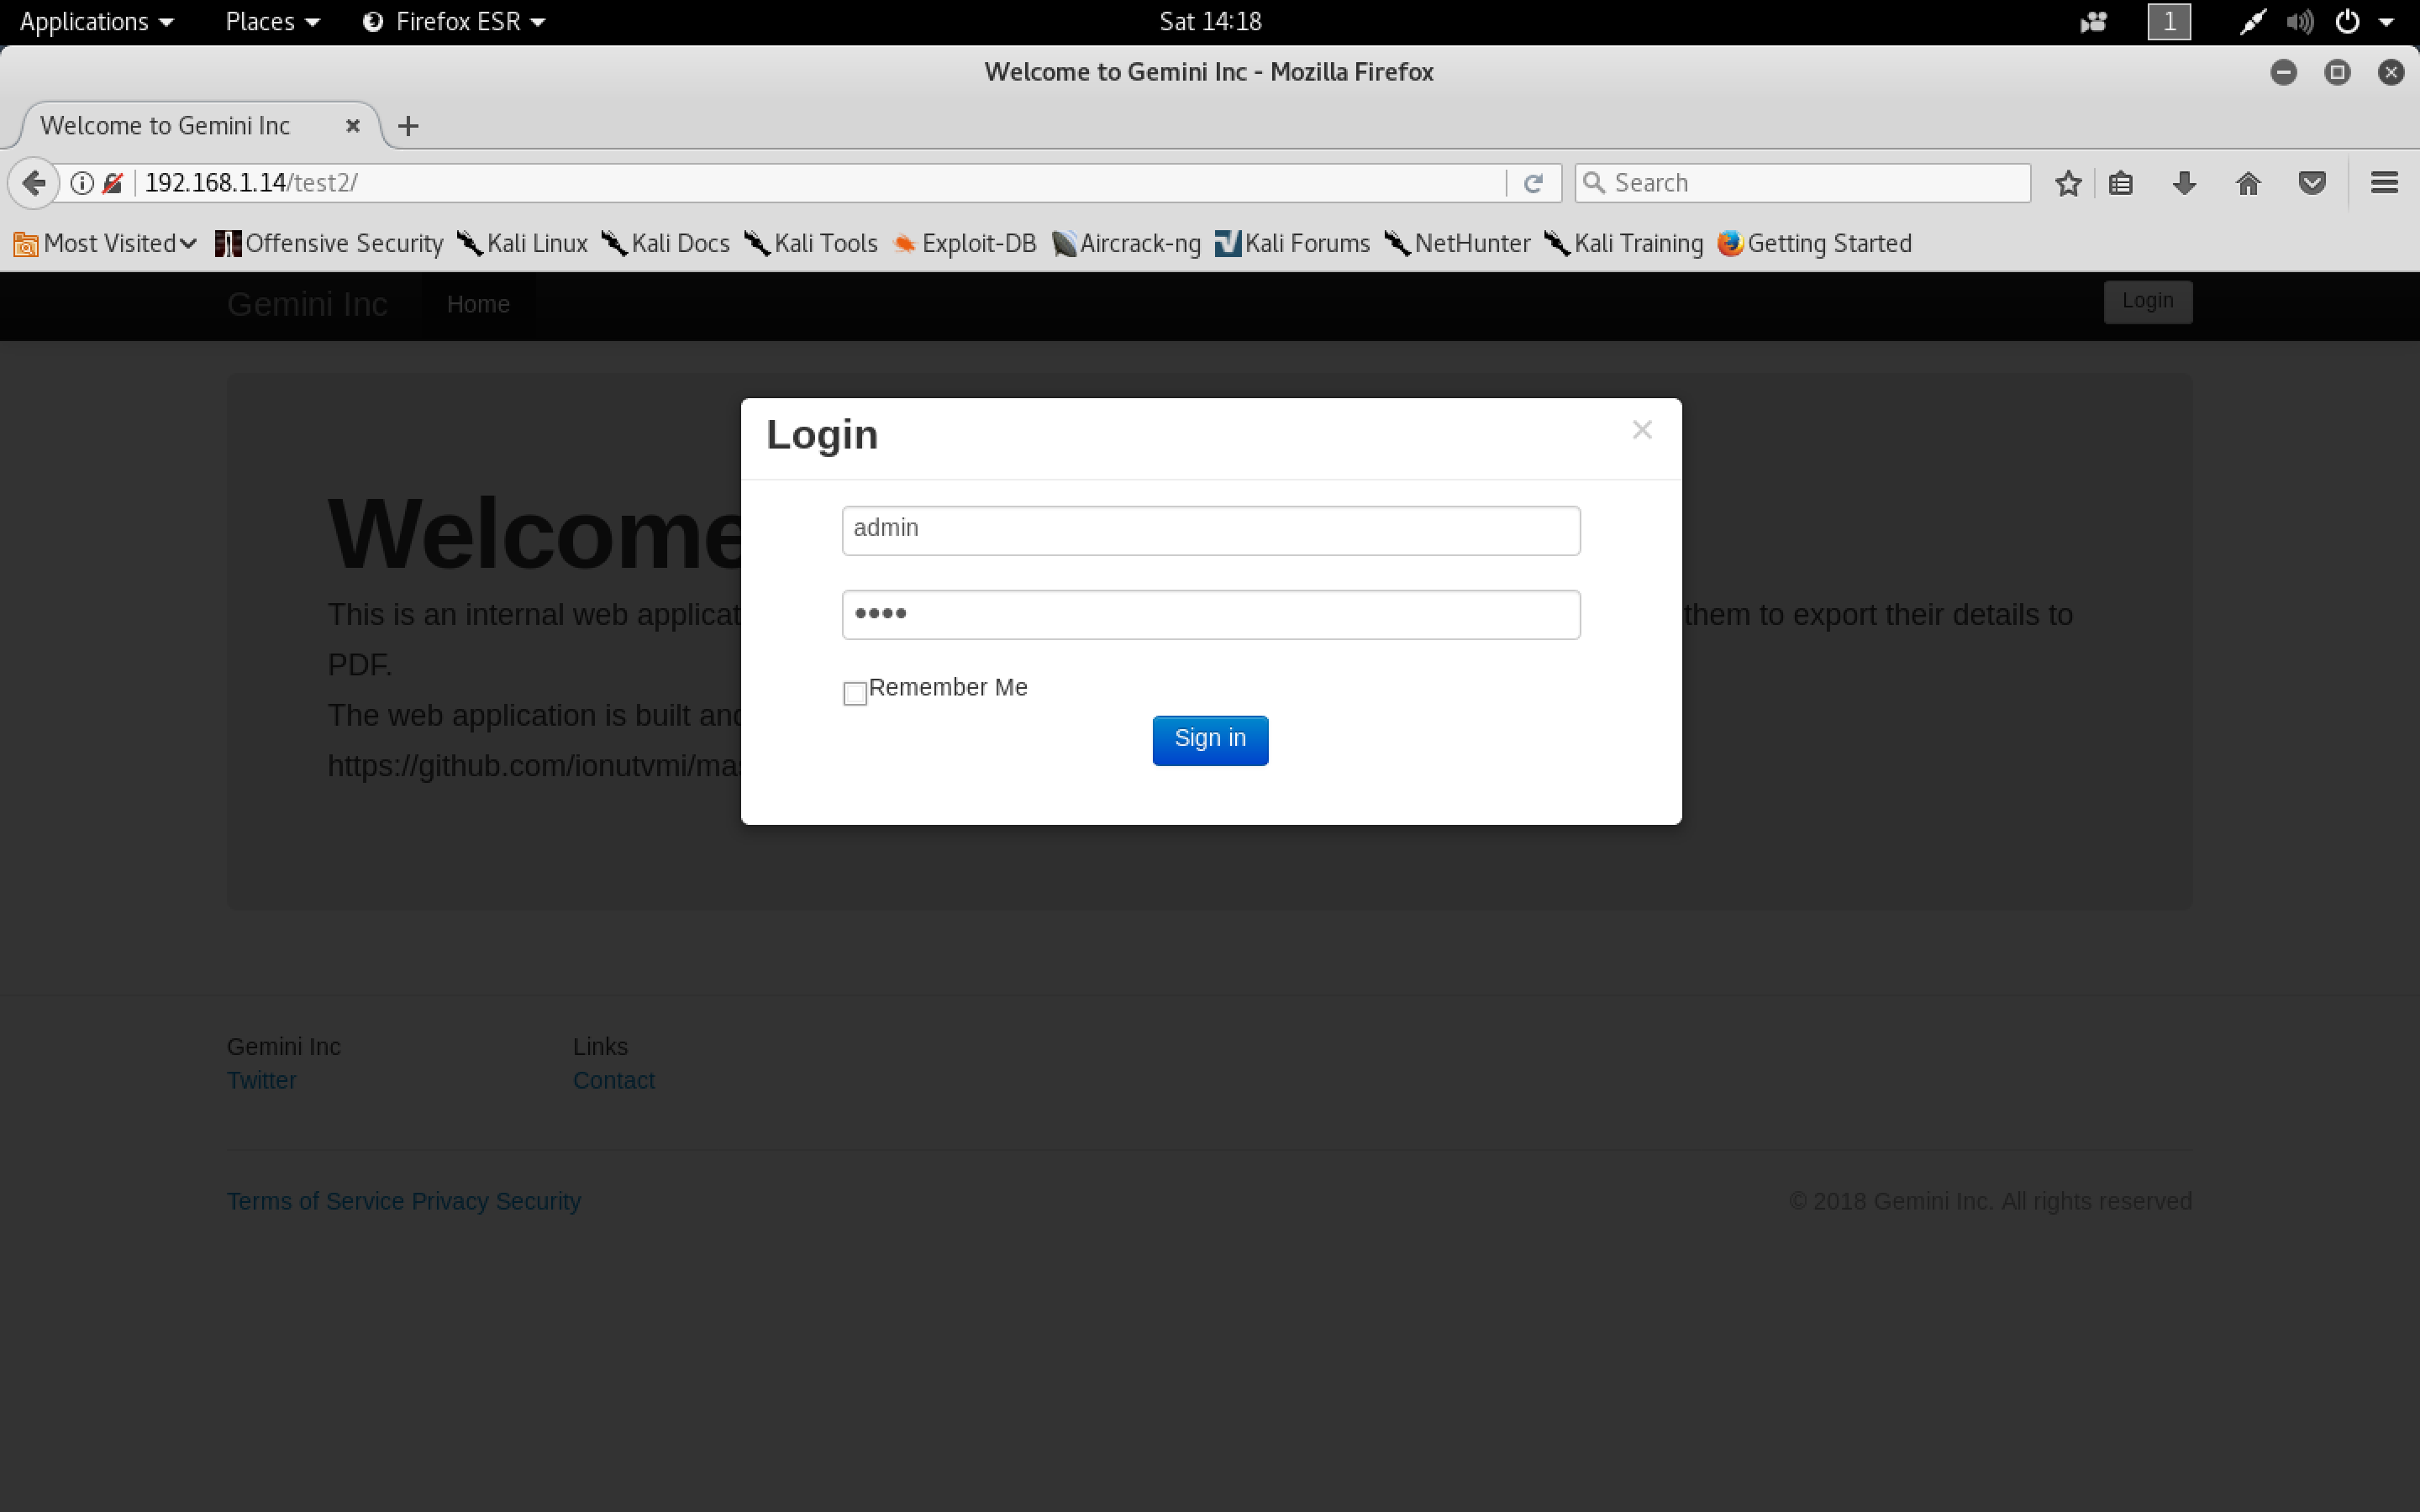 Applications Places Firefox ESR Sat 14:18 1
Welcome to Gemini Inc - Mozilla Firefox
Welcome to Gemini Inc
192.168.1.14/test2/ Search
Most Visited Offensive Security Kali Linux Kali Docs Kali Tools Exploit-DB Aircrack-ng Kali Forums NetHunter Kali Training Getting Started
Gemini Inc Home Login
Login ×
Welcome
admin
This is an internal web applicat them to export their details to
PDF.
Remember Me
The web application is built and
Sign in
https://github.com/ionutvmi/mas
Gemini Inc Links
Twitter Contact
Terms of Service Privacy Security © 2018 Gemini Inc. All rights reserved